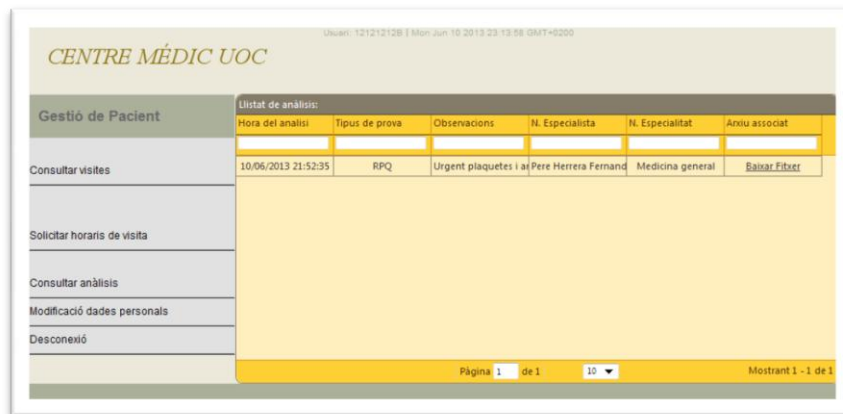 Usuari: 12121212B | Mon Jun 10 2013 23:13:58 GMT+0200
CENTRE MÉDIC UOC
Gestió de Pacient
Consultar visites
Solicitar horaris de visita
Consultar anàlisis
Modificació dades personals
Desconexió
Llistat de anàlisis:
Hora del analisi Tipus de prova Observacions N. Especialista N. Especialitat Arxiu associat
10/06/2013 21:52:35 RPQ Urgent plaquetes i ar Pere Herrera Fernand Medicina general Baixar Fitxer
Pàgina 1 de 1 10 Mostrant 1 - 1 de 1